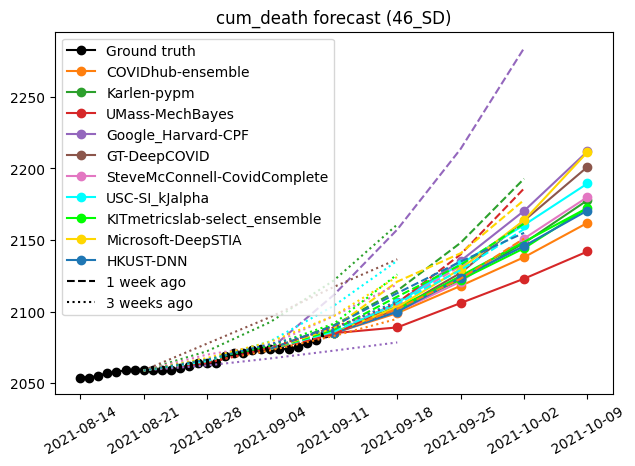 cum_death forecast (46_SD)
2250
2200
2150
2100
2050
Ground truth
COVIDhub-ensemble
Karlen-pypm
UMass-MechBayes
Google_Harvard-CPF
GT-DeepCOVID
SteveMcConnell-CovidComplete
USC-SI_kJalpha
KITmetricslab-select_ensemble
Microsoft-DeepSTIA
HKUST-DNN
1 week ago
3 weeks ago
2021-08-14
2021-08-21
2021-08-28
2021-09-04
2021-09-11
2021-09-18
2021-09-25
2021-10-02
2021-10-09